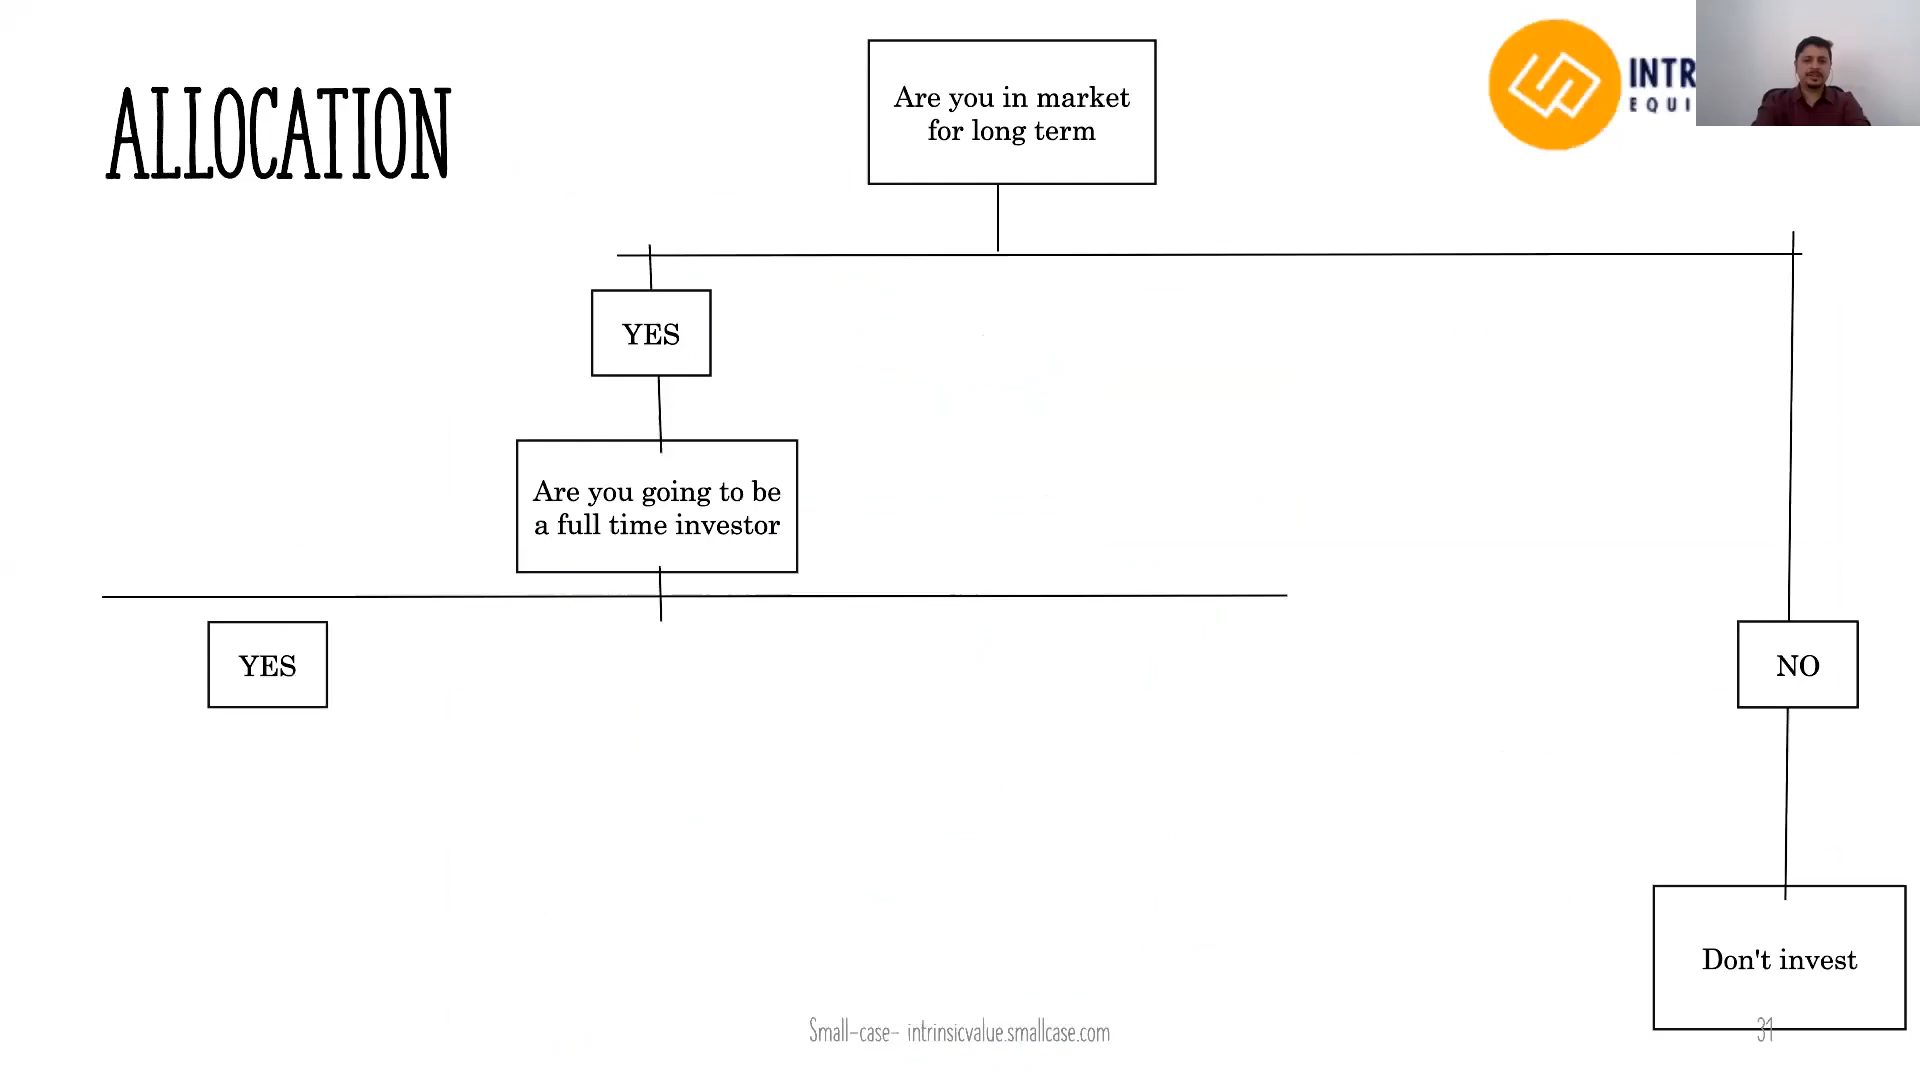 ALLOCATION
Are you in market
for long term
INTR
EQUI
YES
Are you going to be
a full time investor
YES
NO
Don't invest
Small-case- intrinsicvalue.smallcase.com
31